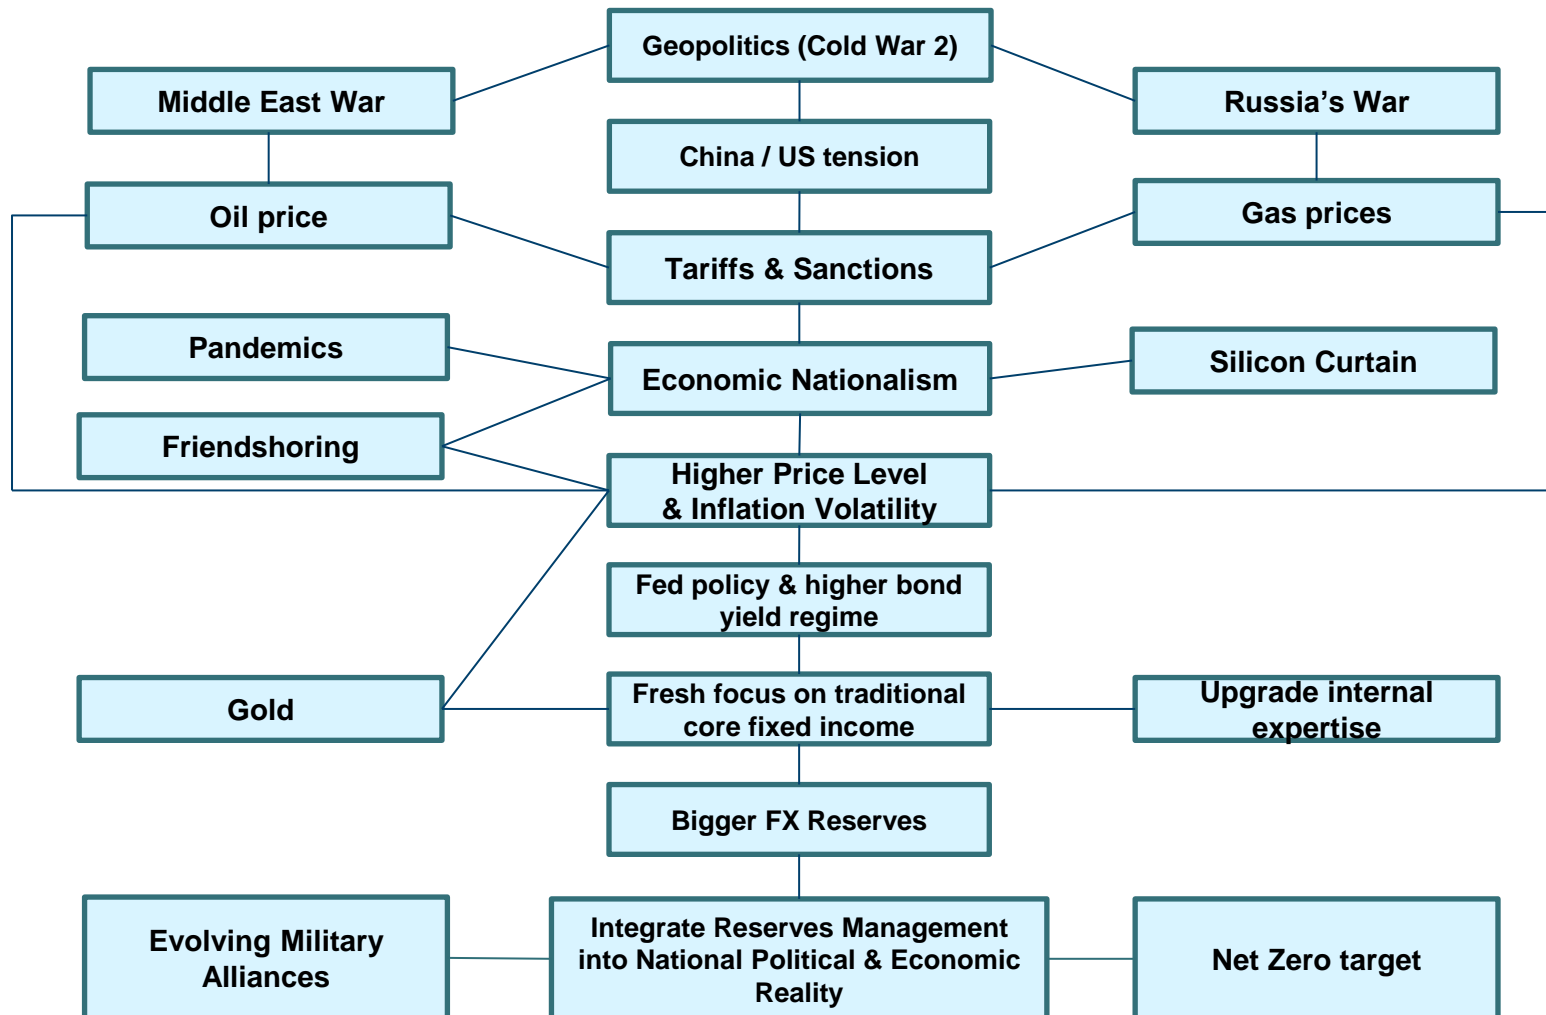 Geopolitics (Cold War 2)
Middle East War
Russia’s War
China / US tension
Oil price
Gas prices
Tariffs & Sanctions
Pandemics
Silicon Curtain
Economic Nationalism
Friendshoring
Higher Price Level
& Inflation Volatility
Fed policy & higher bond
yield regime
Gold
Fresh focus on traditional
core fixed income
Upgrade internal
expertise
Bigger FX Reserves
Evolving Military
Alliances
Integrate Reserves Management
into National Political & Economic
Reality
Net Zero target